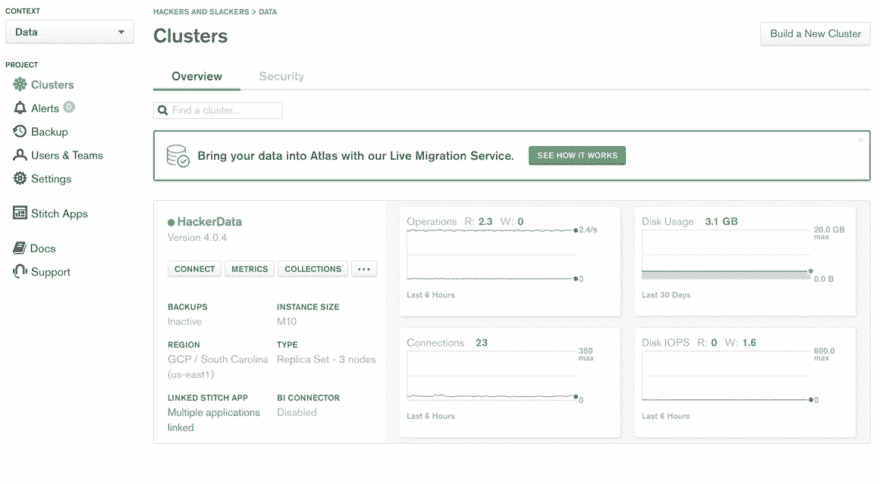 CONTEXT
Data
PROJECT
Clusters
Alerts 0
Backup
Users & Teams
Settings
Stitch Apps
Docs
Support
HACKERS AND SLACKERS > DATA
Clusters
Build a New Cluster
Overview Security
Find a cluster...
Bring your data into Atlas with our Live Migration Service. SEE HOW IT WORKS
×
HackerData
Version 4.0.4
CONNECT METRICS COLLECTIONS ...
BACKUPS
Inactive
INSTANCE SIZE
M10
REGION
GCP / South Carolina
(us-east1)
TYPE
Replica Set - 3 nodes
LINKED STITCH APP
Multiple applications
linked
BI CONNECTOR
Disabled
Operations R: 2.3 W: 0
2.4/s
0
Last 6 Hours
Disk Usage 3.1 GB
20.0 GB
max
0.0 B
Last 30 Days
Connections 23
350
max
0
Last 6 Hours
Disk IOPS R: 0 W: 1.6
600.0
max
0
Last 6 Hours